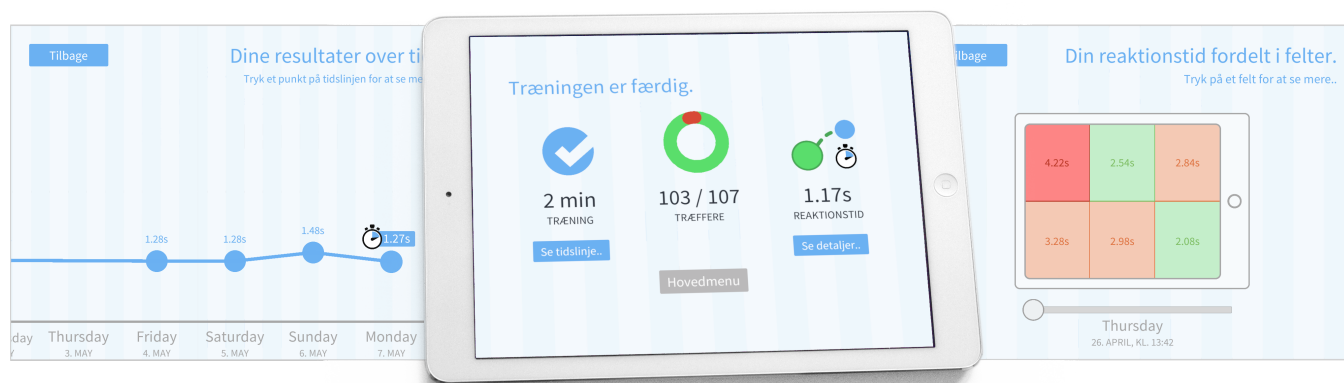 Tilbage
Dine resultater over
Tryk et punkt på tidslinjen for at se
1.28s
1.28s
1.48s
1.27s
Thursday
3. MAY
Friday
4. MAY
Saturday
5. MAY
Sunday
6. MAY
Monday
7. MAY
Træningen er færdig.
2 min
TRÆNING
Se tidslinje..
103 / 107
TRÆFFERE
1.17s
REAKTIONSTID
Se detaljer..
Hovedmenu
Din reaktionstid fordelt i felter.
Tryk på et felt for at se mere..
4.22s
2.54s
2.84s
3.28s
2.98s
2.08s
Thursday
26. APRIL, KL. 13:42